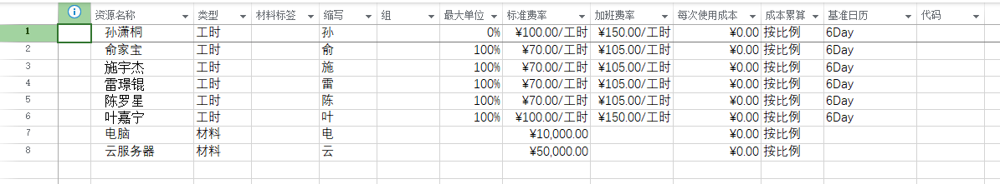 资源名称 类型 材料标签 缩写 组 最大单位 标准费率 加班费率 每次使用成本 成本累算 基准日历 代码
1 孙潇桐 工时 孙 0% ¥100.00/工时 ¥150.00/工时 ¥0.00 按比例 6Day
2 俞家宝 工时 俞 100% ¥70.00/工时 ¥105.00/工时 ¥0.00 按比例 6Day
3 施宇杰 工时 施 100% ¥70.00/工时 ¥105.00/工时 ¥0.00 按比例 6Day
4 雷璟锟 工时 雷 100% ¥70.00/工时 ¥105.00/工时 ¥0.00 按比例 6Day
5 陈罗星 工时 陈 100% ¥70.00/工时 ¥105.00/工时 ¥0.00 按比例 6Day
6 叶嘉宁 工时 叶 100% ¥100.00/工时 ¥150.00/工时 ¥0.00 按比例 6Day
7 电脑 材料 电 ¥10,000.00 ¥0.00 按比例
8 云服务器 材料 云 ¥50,000.00 ¥0.00 按比例